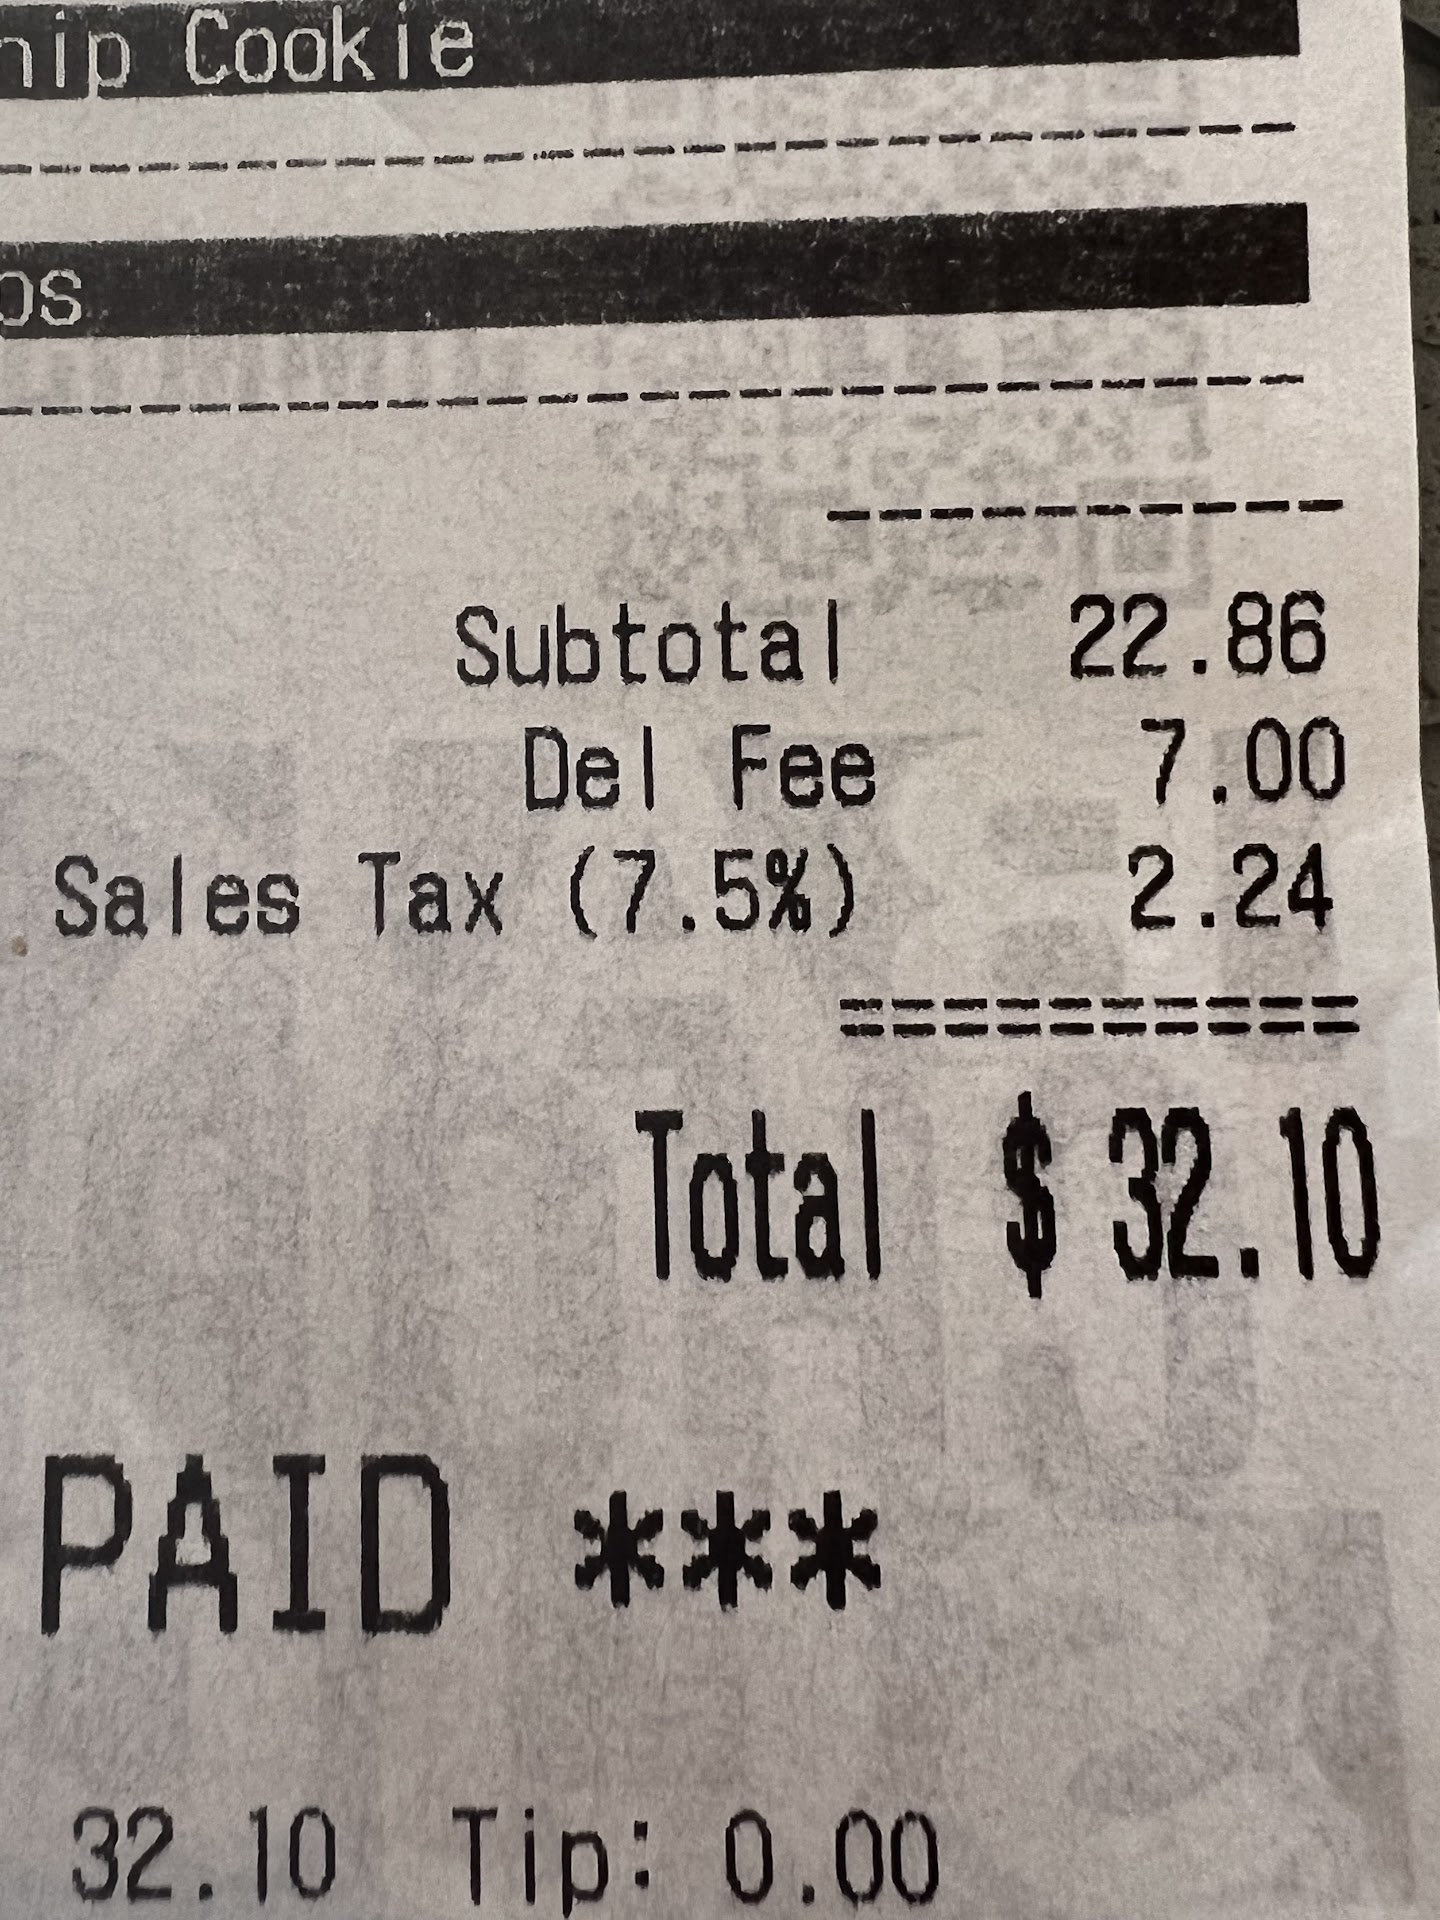 hip Cookie
os
Subtotal 22.86
Del Fee 7.00
Sales Tax (7.5%) 2.24
Total $ 32.10
PAID ***
32.10 Tip: 0.00